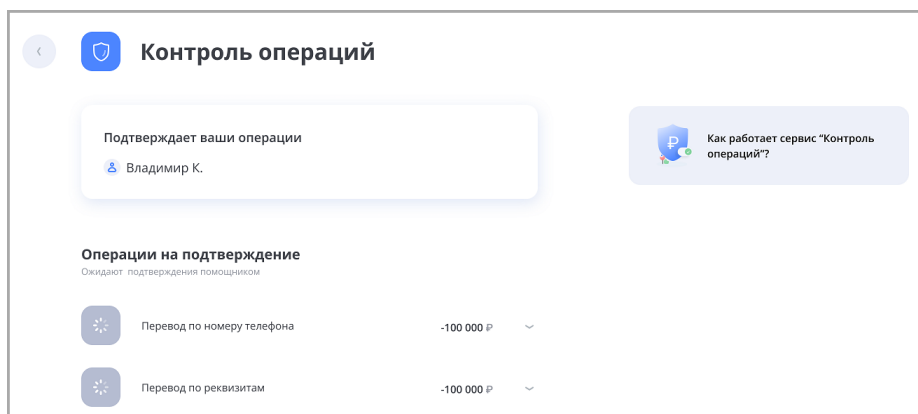 Контроль операций
Подтверждает ваши операции
Владимир К.
Как работает сервис “Контроль
операций”?
₽
Операции на подтверждение
Ожидают подтверждения помощником
Перевод по номеру телефона
-100 000 ₽
Перевод по реквизитам
-100 000 ₽